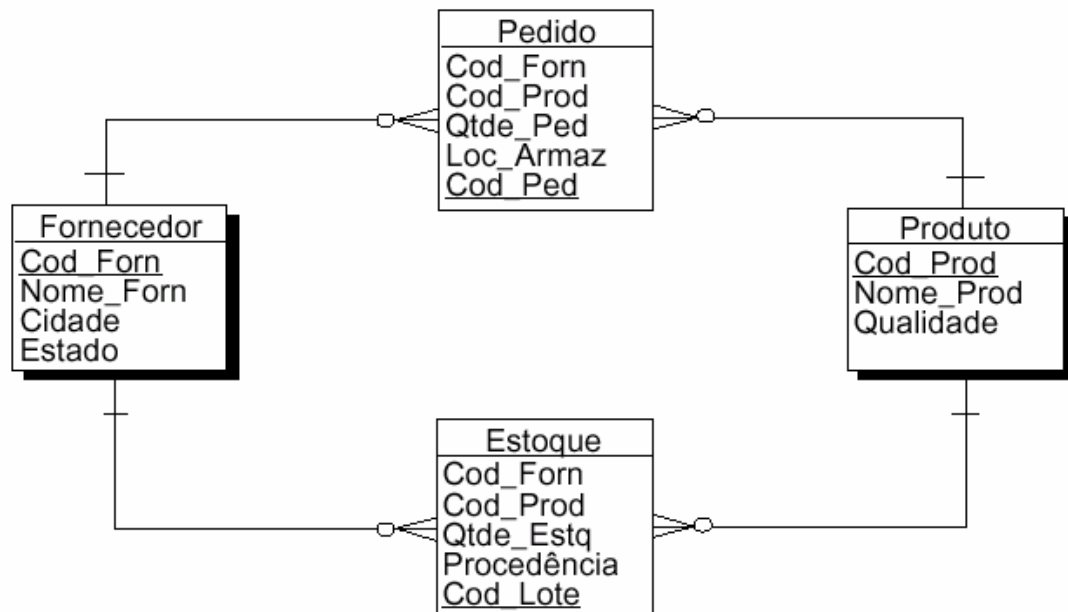 Pedido
Cod_Forn
Cod_Prod
Qtde_Ped
Loc_Armaz
Cod_Ped
Fornecedor
Cod_Forn
Nome_Forn
Cidade
Estado
Produto
Cod_Prod
Nome_Prod
Qualidade
Estoque
Cod_Forn
Cod_Prod
Qtde_Estq
Procedência
Cod_Lote